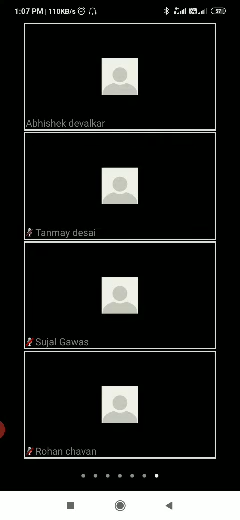 1:07 PM | 110KB/s
Abhishek devalkar
Tanmay desai
Sujal Gawas
Rohan chavan